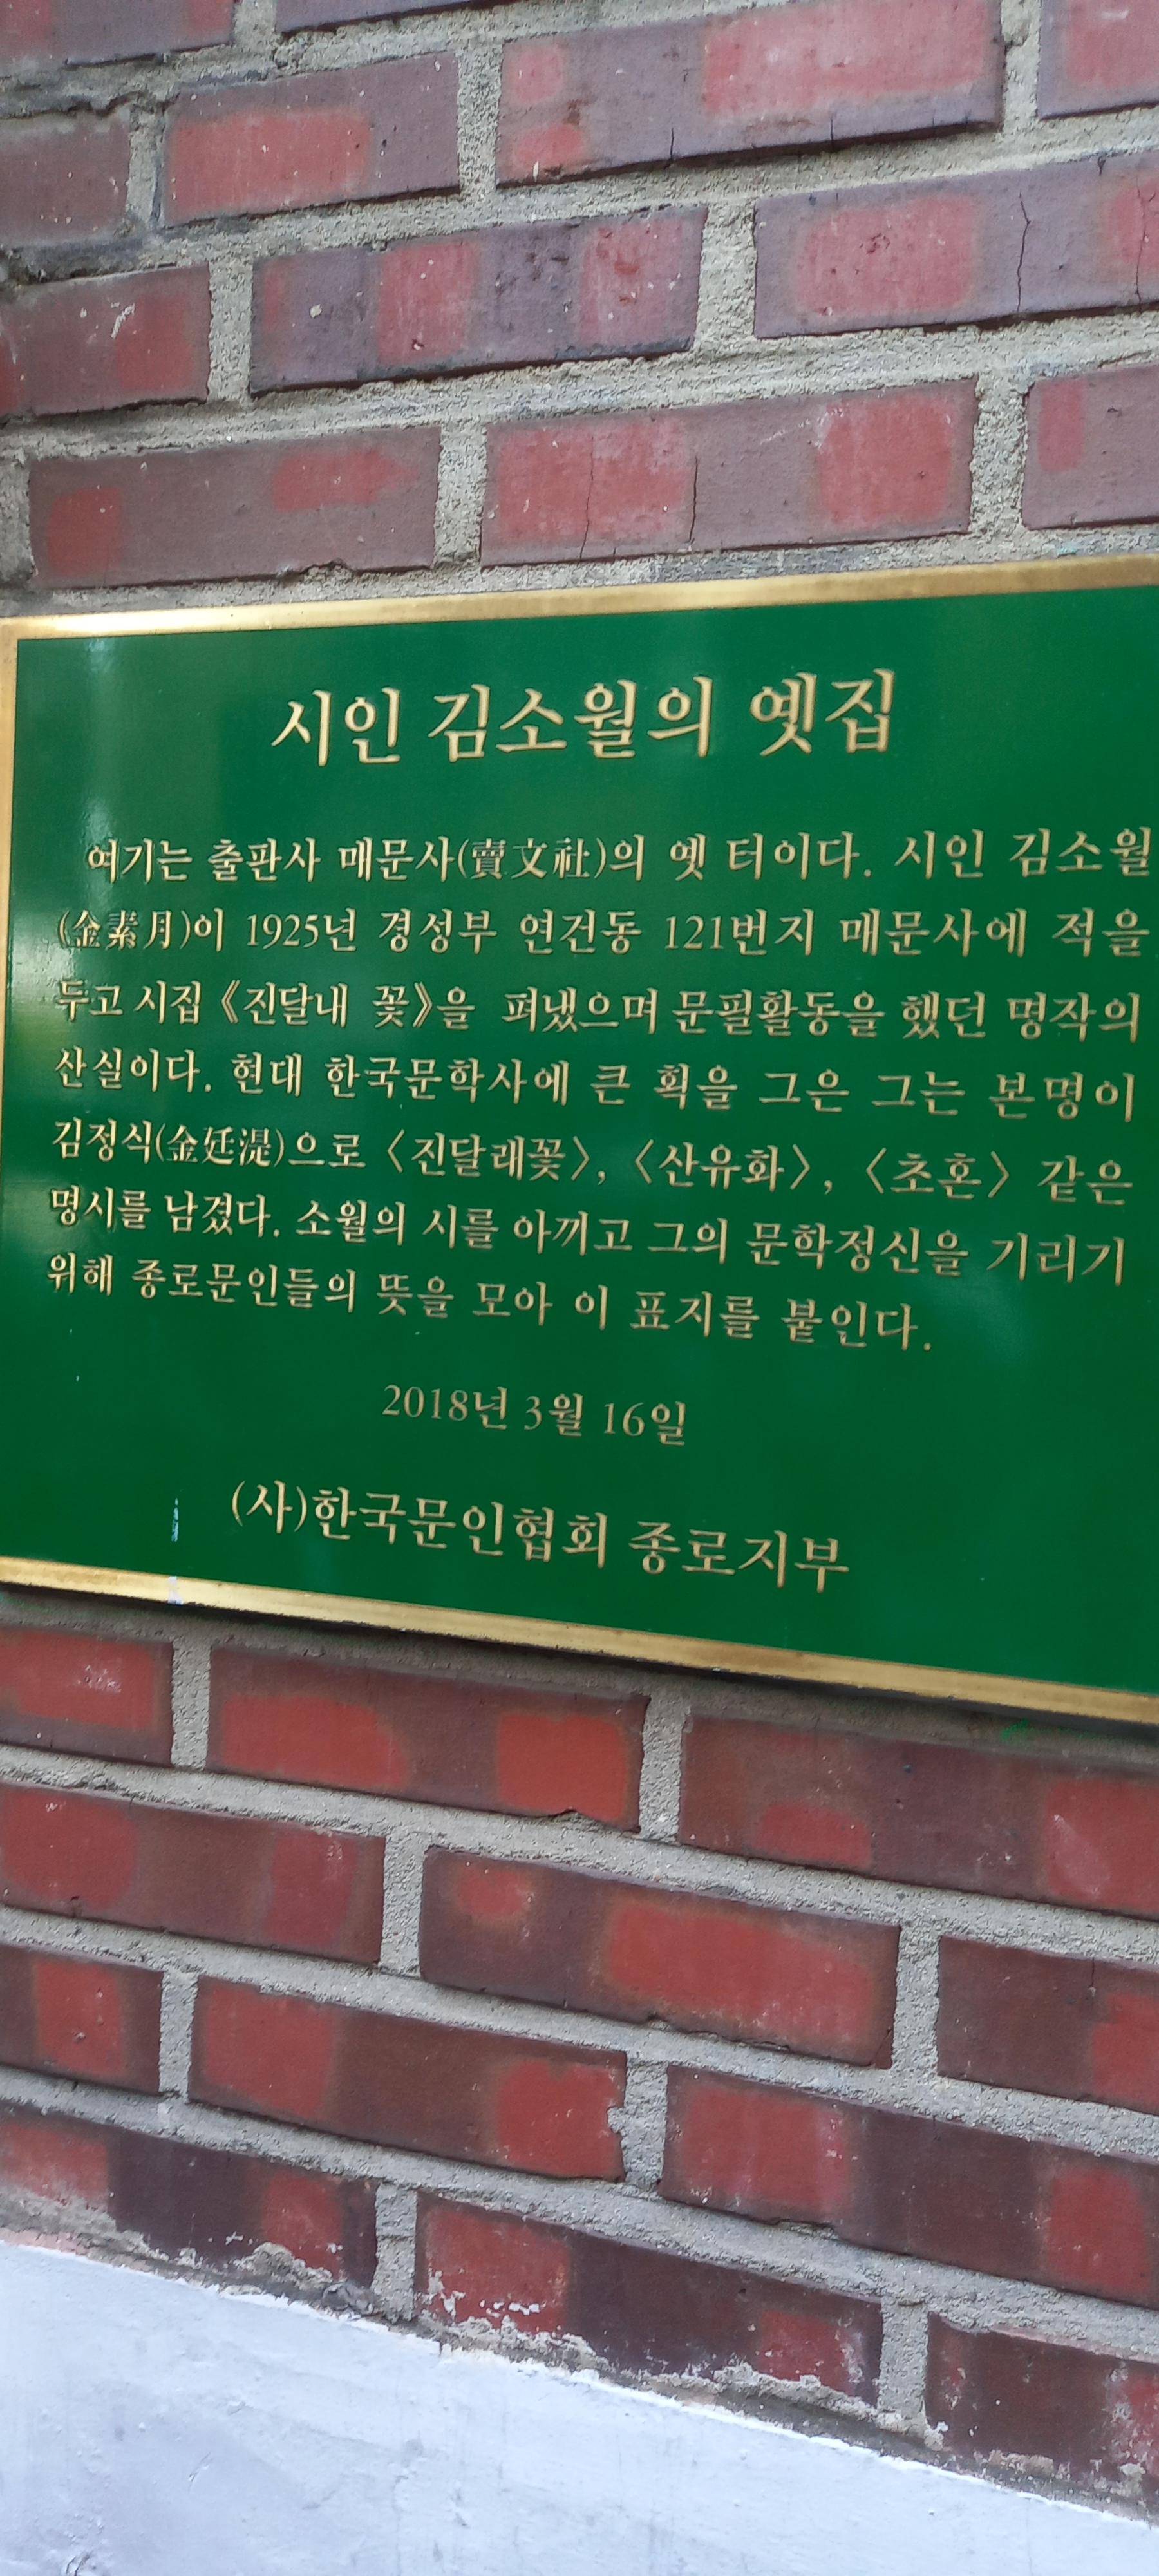 시인 김소월의 옛집
여기는 출판사 매문사(賣文社)의 옛 터이다. 시인 김소월
(金素月)이 1925년 경성부 연건동 121번지 매문사에 적을
두고 시집 《진달내 꽃》을 펴냈으며 문필활동을 했던 명작의
산실이다. 현대 한국문학사에 큰 획을 그은 그는 본명이
김정식(金廷湜)으로 〈진달래꽃〉, 〈산유화〉, 〈초혼〉 같은
명시를 남겼다. 소월의 시를 아끼고 그의 문학정신을 기리기
위해 종로문인들의 뜻을 모아 이 표지를 붙인다.
2018년 3월 16일
(사)한국문인협회 종로지부